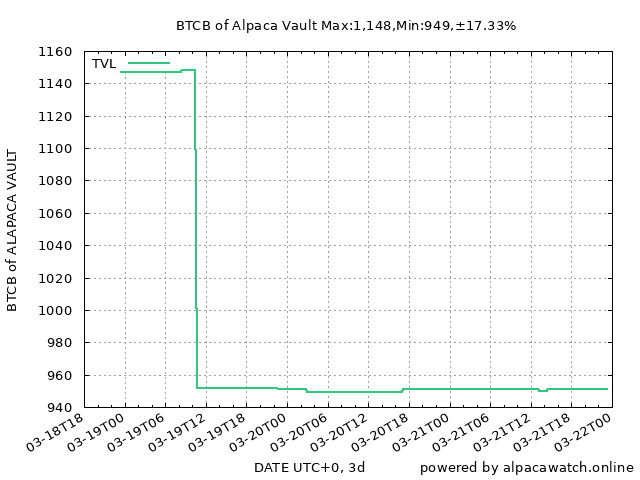 BTCB of Alpaca Vault Max:1,148,Min:949,±17.33%
TVL
BTCB of ALAPACA VAULT
1160
1140
1120
1100
1080
1060
1040
1020
1000
980
960
940
03-18T18
03-19T00
03-19T06
03-19T12
03-19T18
03-20T00
03-20T06
03-20T12
03-20T18
03-21T00
03-21T06
03-21T12
03-21T18
03-22T00
DATE UTC+0, 3d
powered by alpacawatch.online